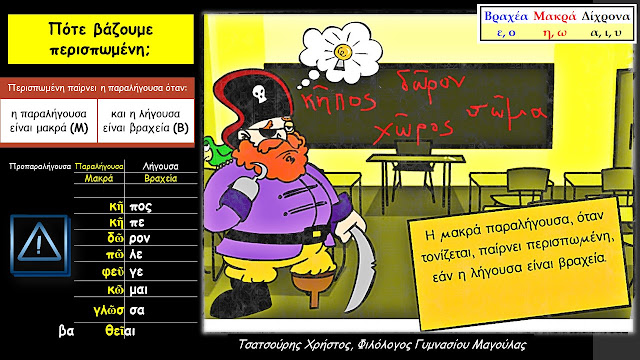 Πότε βάζουμε
περισπωμένη;
Βραχέα Μακρά Δίχρονα
ε, ο η, ω α, ι, υ
Περισπωμένη παίρνει η παραλήγουσα όταν:
η παραλήγουσα
είναι μακρά (Μ)
και η λήγουσα
είναι βραχεία (Β)
Προπαραλήγουσα Παραλήγουσα Λήγουσα
Μακρά Βραχεία
κῆ πος
κῆ πε
δῶ ρον
πῶ λε
φεῦ γε
κῶ μαι
γλῶσ σα
βα θεῖαι
κῆπος δῶρον
χῶρος σῶμα
Η μακρά παραλήγουσα, όταν
τονίζεται, παίρνει περισπωμένη,
εάν η λήγουσα είναι βραχεία.
Τσατσούρης Χρήστος, Φιλόλογος Γυμνασίου Μαγούλας